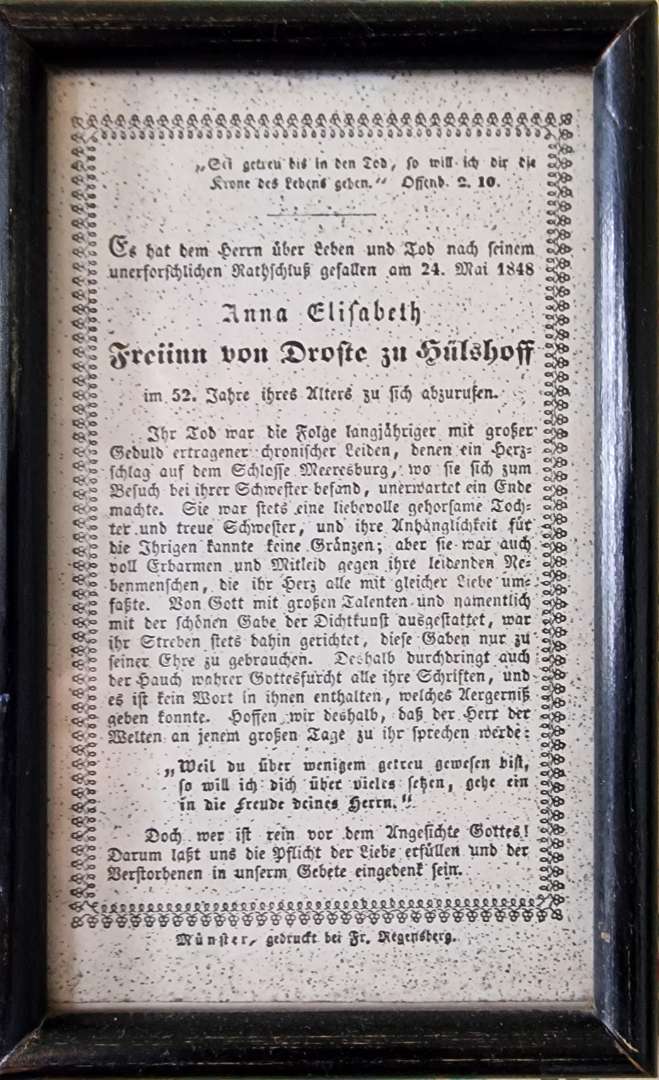 „Sei getreu bis in den Tod, so will ich dir die
Krone des Lebens geben.“ Offenb. 2. 10.
Es hat dem Herrn über Leben und Tod nach seinem
unerforschlichen Rathschluß gefallen am 24. Mai 1848
Anna Elisabeth
Freiinn von Droste zu Hülshoff
im 52. Jahre ihres Alters zu sich abzurufen.
Ihr Tod war die Folge langjähriger mit großer
Geduld ertragener chronischer Leiden, denen ein Herz-
schlag auf dem Schlosse Meeresburg, wo sie sich zum
Besuch bei ihrer Schwester befand, unerwartet ein Ende
machte. Sie war stets eine liebevolle gehorsame Toch-
ter und treue Schwester, und ihre Anhänglichkeit für
die Ihrigen kannte keine Gränzen; aber sie war auch
voll Erbarmen und Mitleid gegen ihre leidenden Ne-
benmenschen, die ihr Herz alle mit gleicher Liebe um-
faßte. Von Gott mit großen Talenten und namentlich
mit der schönen Gabe der Dichtkunst ausgestattet, war
ihr Streben stets dahin gerichtet, diese Gaben nur zu
seiner Ehre zu gebrauchen. Deshalb durchdringt auch
der Hauch wahrer Gottesfurcht alle ihre Schriften, und
es ist kein Wort in ihnen enthalten, welches Aergerniß
geben konnte. Hoffen wir deshalb, daß der Herr der
Welten an jenem großen Tage zu ihr sprechen werde:
„Weil du über wenigem getreu gewesen bist,
so will ich dich über vieles setzen, gehe ein
in die Freude deines Herrn.“
Doch wer ist rein vor dem Angesichte Gottes!
Darum laßt uns die Pflicht der Liebe erfüllen und der
Verstorbenen in unserm Gebete eingedenk sein.
Münster, gedruckt bei Fr. Regensberg.